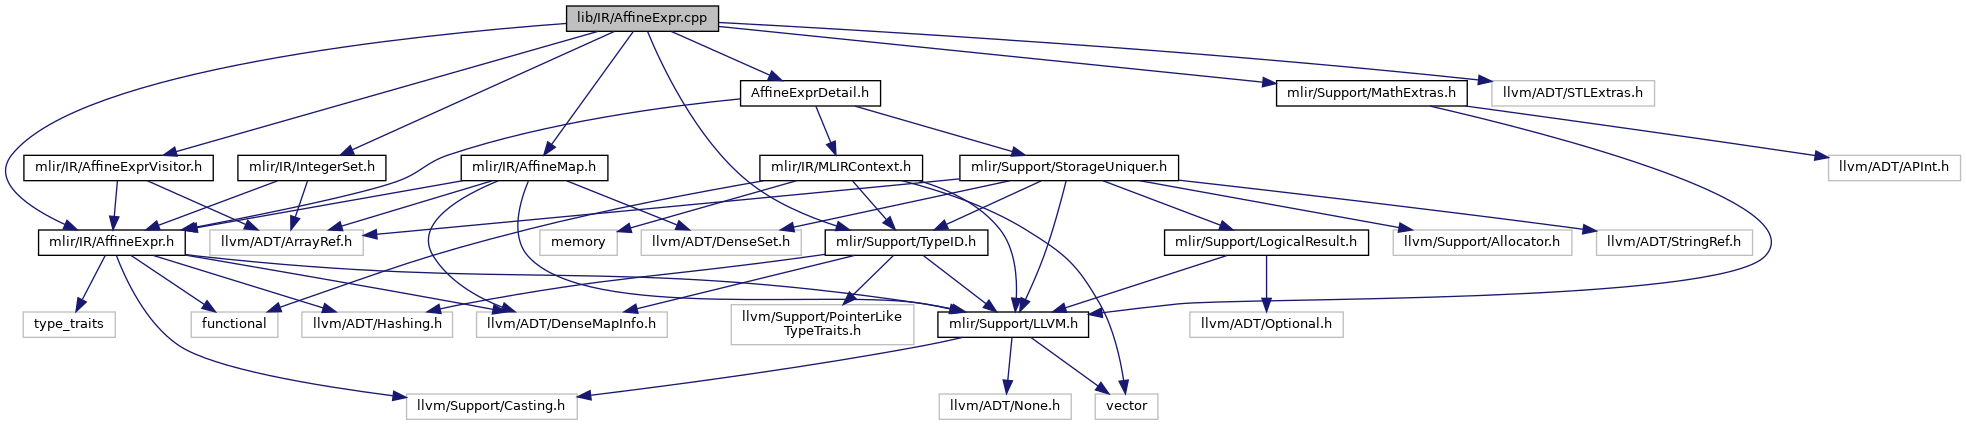 lib/IR/AffineExpr.cpp
AffineExprDetail.h
mlir/Support/MathExtras.h
llvm/ADT/STLExtras.h
mlir/IR/AffineExprVisitor.h
mlir/IR/IntegerSet.h
mlir/IR/AffineMap.h
mlir/IR/MLIRContext.h
mlir/Support/StorageUniquer.h
llvm/ADT/APInt.h
mlir/IR/AffineExpr.h
llvm/ADT/ArrayRef.h
memory
llvm/ADT/DenseSet.h
mlir/Support/TypeID.h
mlir/Support/LogicalResult.h
llvm/Support/Allocator.h
llvm/ADT/StringRef.h
type_traits
functional
llvm/ADT/Hashing.h
llvm/ADT/DenseMapInfo.h
llvm/Support/PointerLike
TypeTraits.h
mlir/Support/LLVM.h
llvm/ADT/Optional.h
llvm/Support/Casting.h
llvm/ADT/None.h
vector